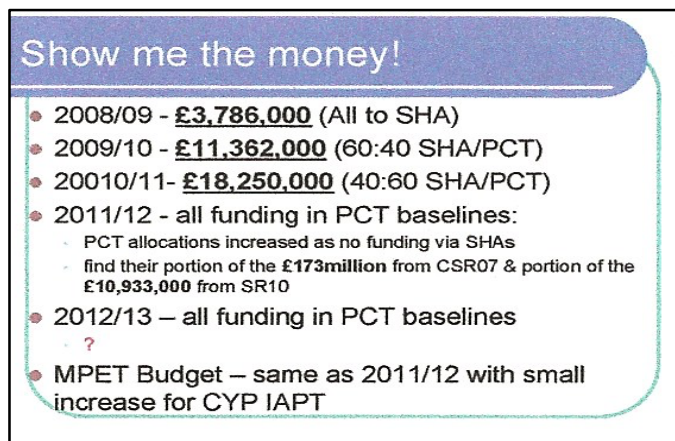 Show me the money!
2008/09 - £3,786,000 (All to SHA)
2009/10 - £11,362,000 (60:40 SHA/PCT)
20010/11- £18,250,000 (40:60 SHA/PCT)
2011/12 - all funding in PCT baselines:
PCT allocations increased as no funding via SHAs
find their portion of the £173million from CSR07 & portion of the
£10,933,000 from SR10
2012/13 – all funding in PCT baselines
?
MPET Budget – same as 2011/12 with small
increase for CYP IAPT